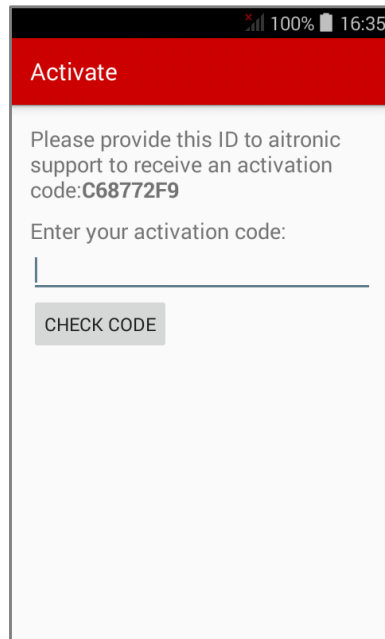 100% 16:35
Activate
Please provide this ID to aitronic
support to receive an activation
code:C68772F9
Enter your activation code:
CHECK CODE